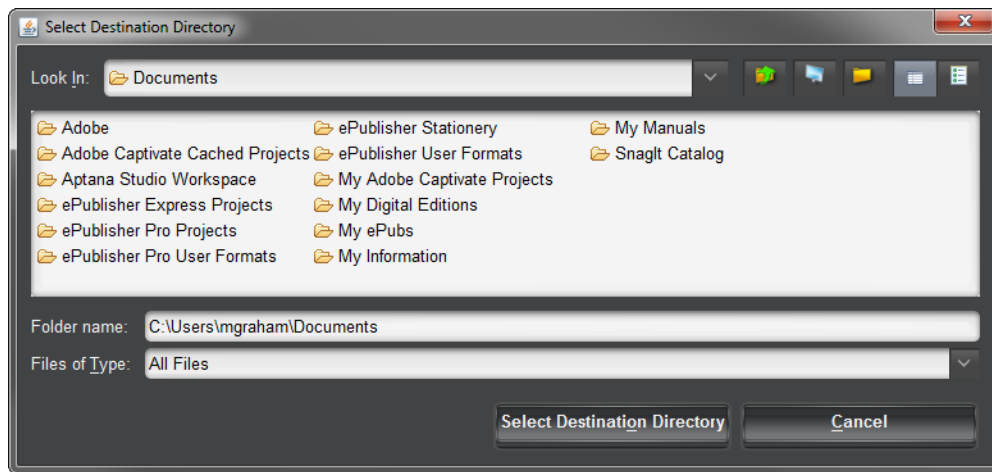 Select Destination Directory
Look In: Documents
Adobe ePublisher Stationery My Manuals
Adobe Captivate Cached Projects ePublisher User Formats SnagIt Catalog
Aptana Studio Workspace My Adobe Captivate Projects
ePublisher Express Projects My Digital Editions
ePublisher Pro Projects My ePubs
ePublisher Pro User Formats My Information
Folder name: C:\Users\mgraham\Documents
Files of Type: All Files
Select Destination Directory Cancel